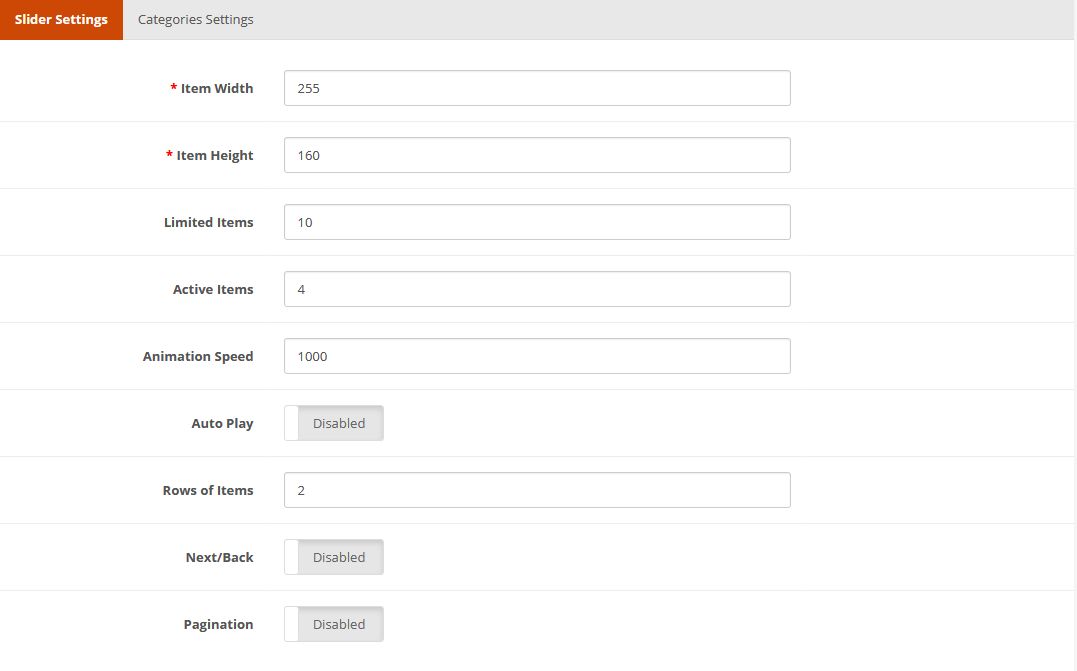 Slider Settings Categories Settings
* Item Width 255
* Item Height 160
Limited Items 10
Active Items 4
Animation Speed 1000
Auto Play Disabled
Rows of Items 2
Next/Back Disabled
Pagination Disabled